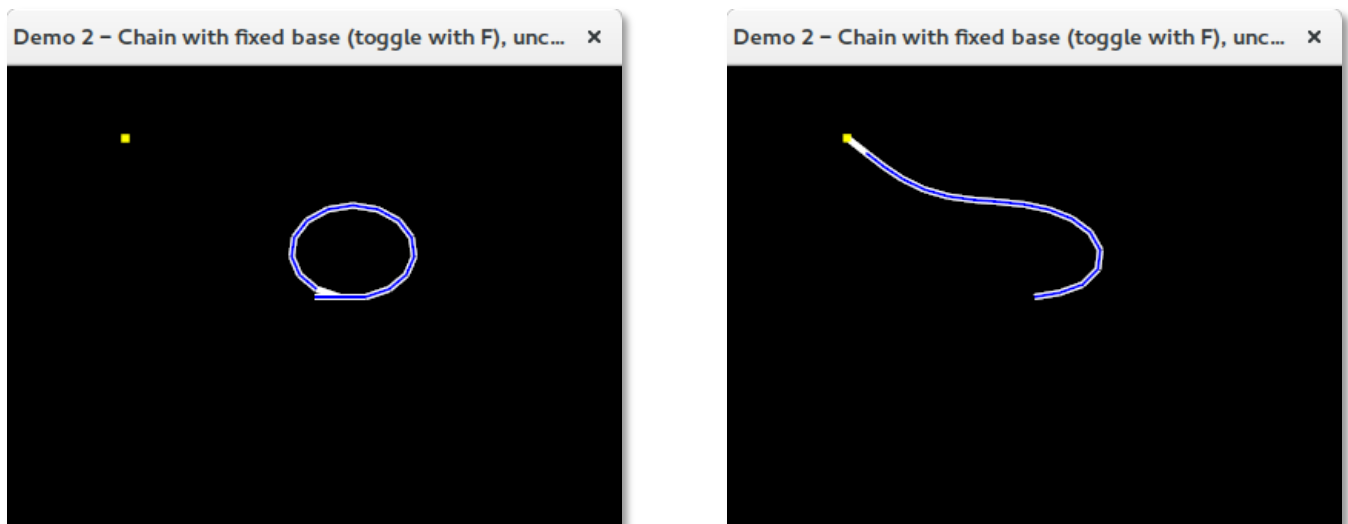 Demo 2 – Chain with fixed base (toggle with F), unc... ×
Demo 2 – Chain with fixed base (toggle with F), unc... ×